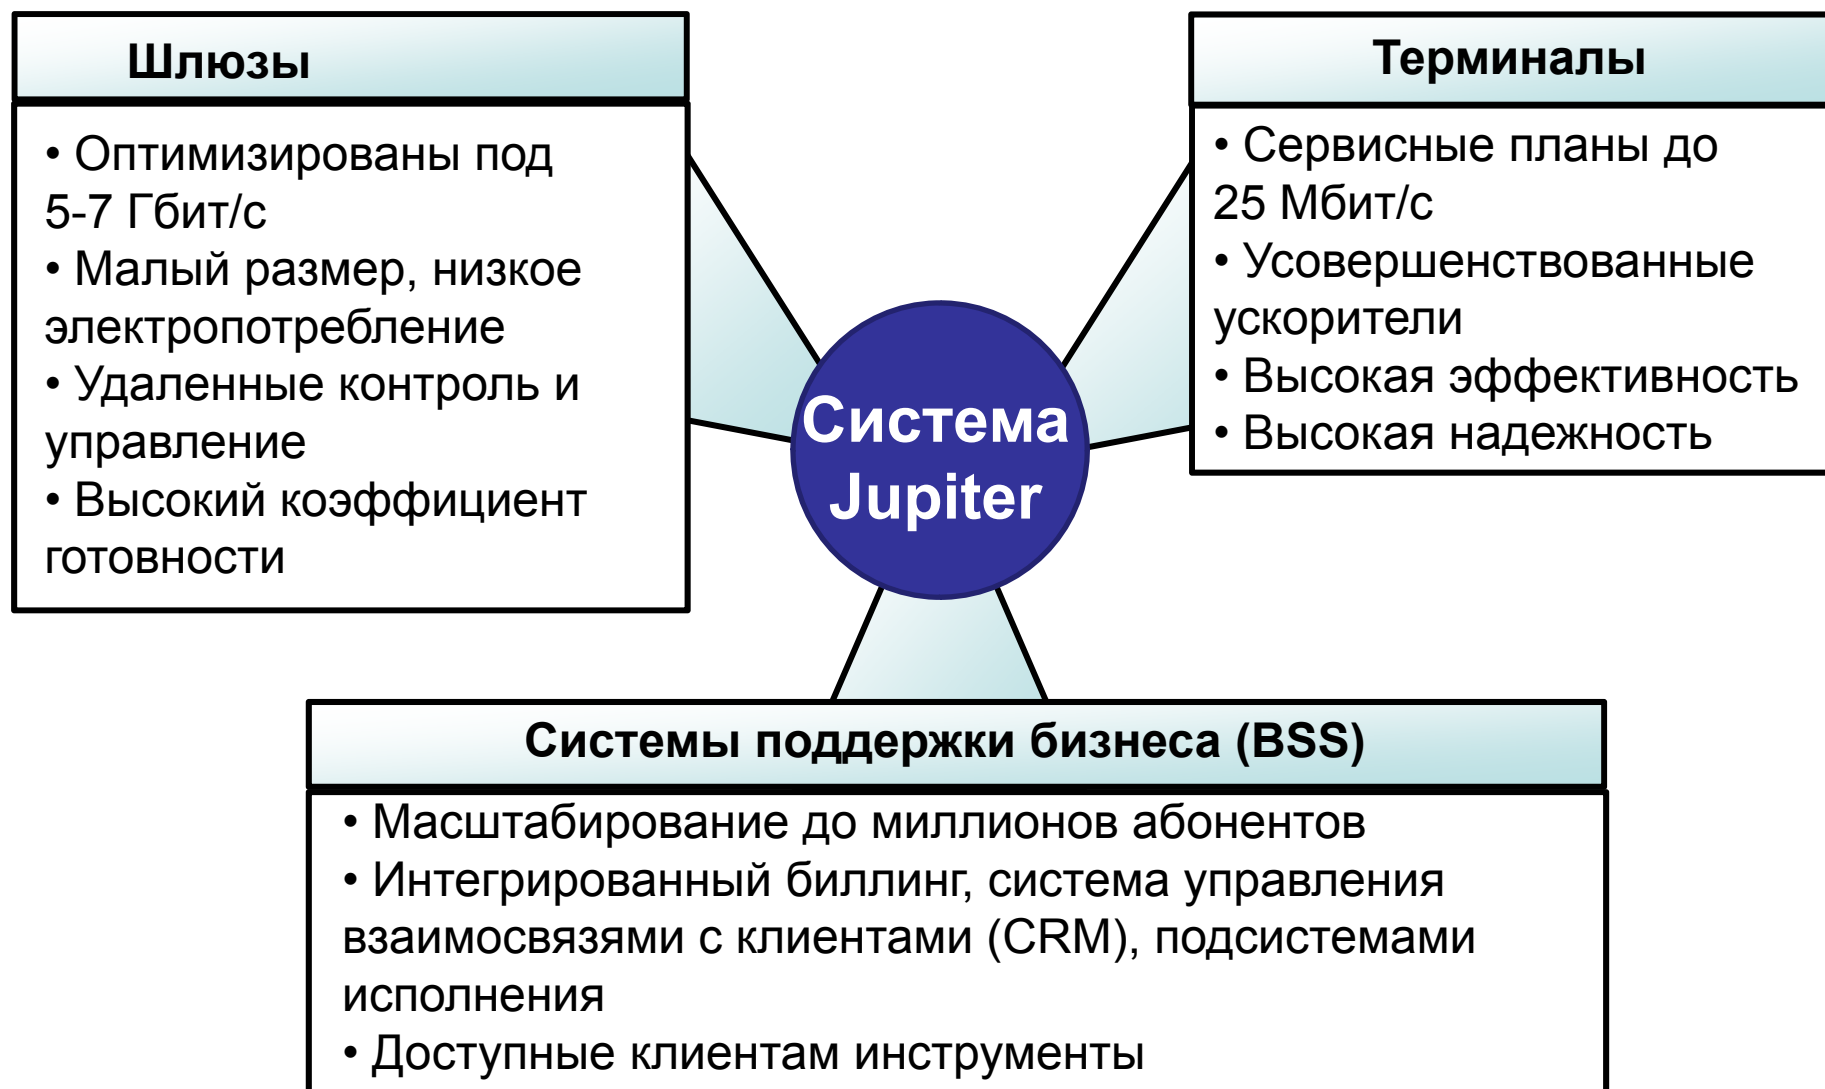 Шлюзы
• Оптимизированы под
5-7 Гбит/с
• Малый размер, низкое
электропотребление
• Удаленные контроль и
управление
• Высокий коэффициент
готовности
Терминалы
• Сервисные планы до
25 Мбит/с
• Усовершенствованные
ускорители
• Высокая эффективность
• Высокая надежность
Система
Jupiter
Системы поддержки бизнеса (BSS)
• Масштабирование до миллионов абонентов
• Интегрированный биллинг, система управления
взаимосвязями с клиентами (CRM), подсистемами
исполнения
• Доступные клиентам инструменты